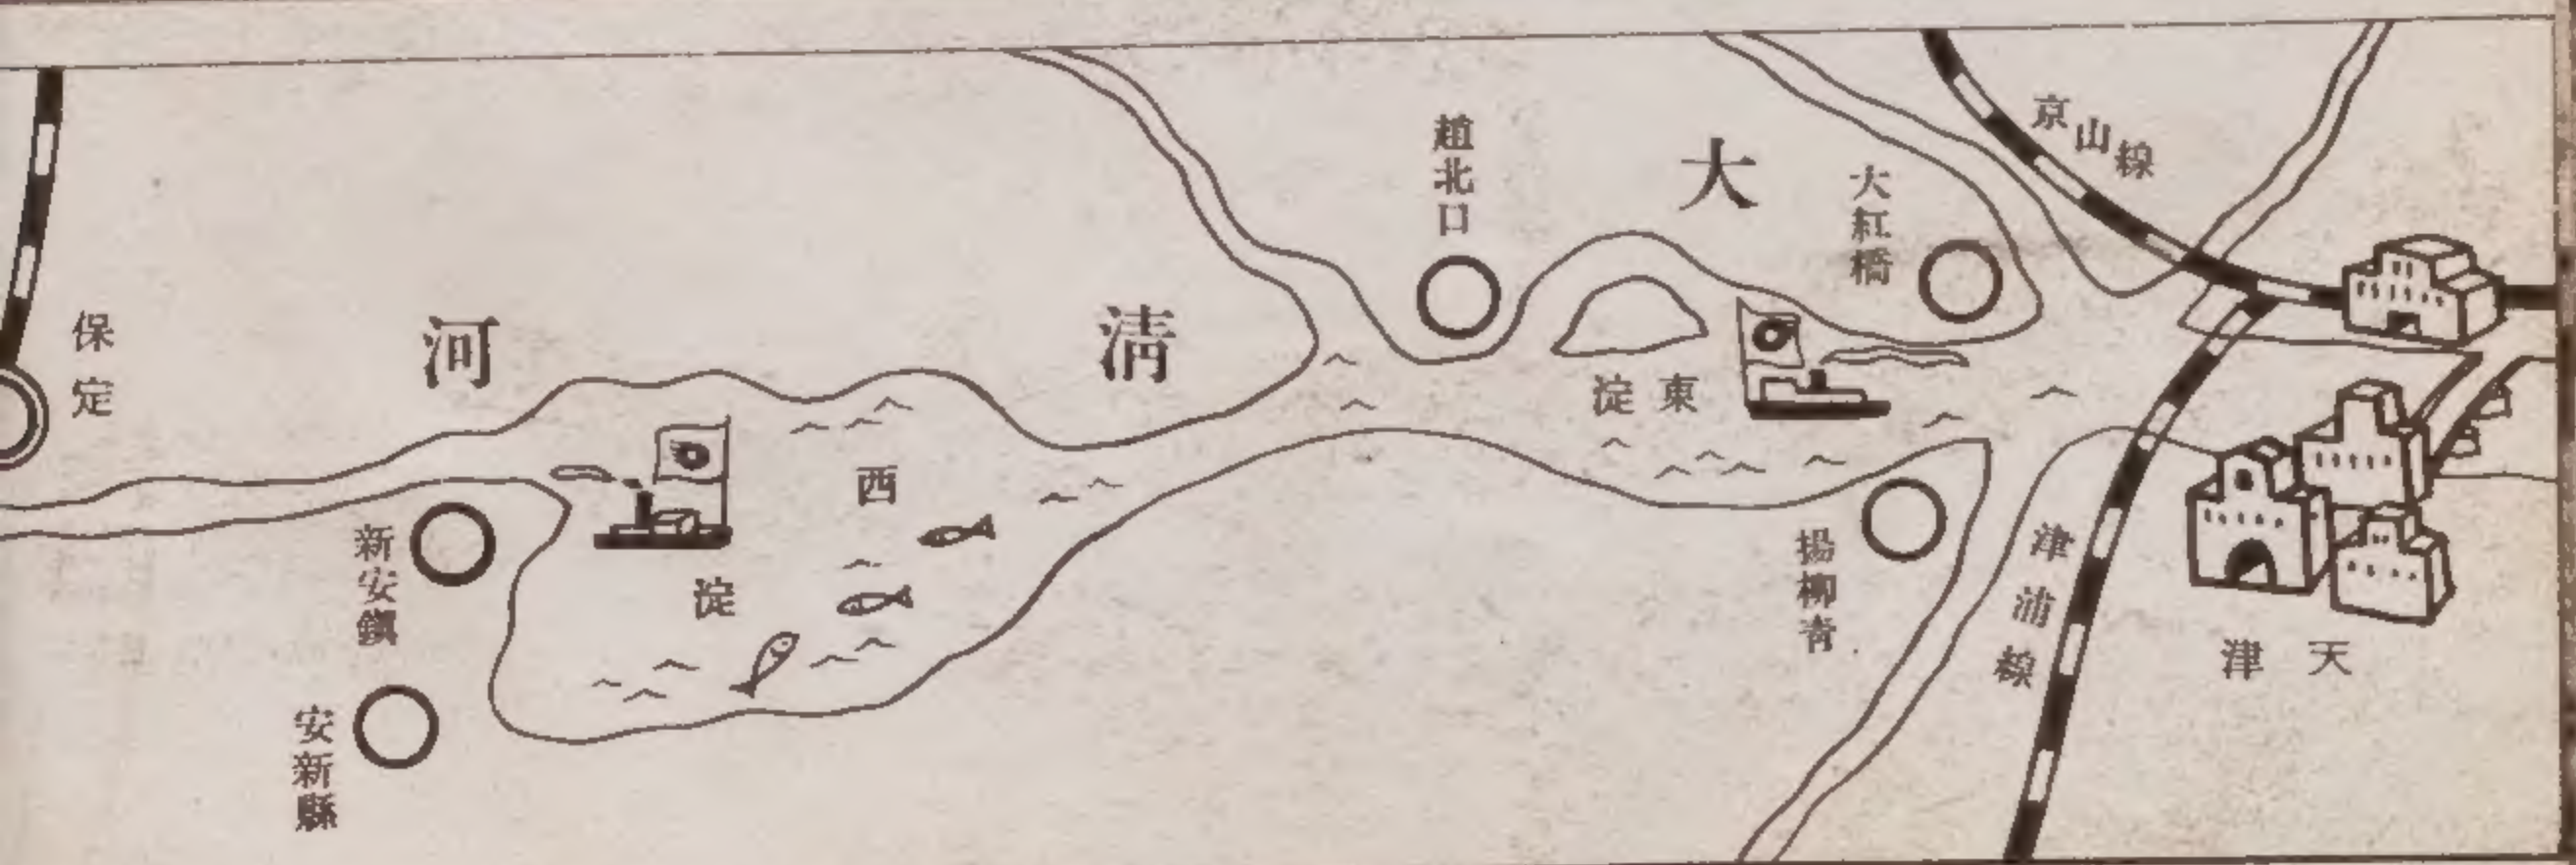 大清河
京山線
大紅橋
趙北口
東淀
西淀
保定
新安鎭
安新縣
揚柳青
津浦線
天津